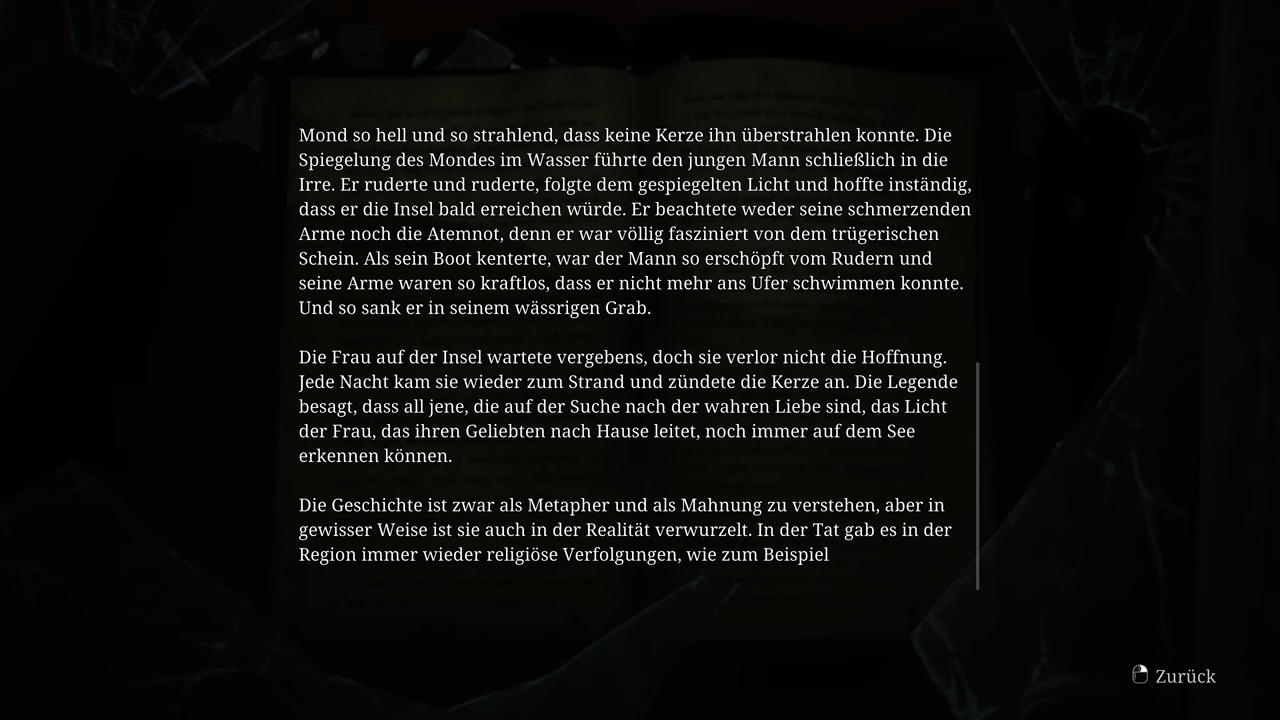 Mond so hell und so strahlend, dass keine Kerze ihn überstrahlen konnte. Die
Spiegelung des Mondes im Wasser führte den jungen Mann schließlich in die
Irre. Er ruderte und ruderte, folgte dem gespiegelten Licht und hoffte inständig,
dass er die Insel bald erreichen würde. Er beachtete weder seine schmerzenden
Arme noch die Atemnot, denn er war völlig fasziniert von dem trügerischen
Schein. Als sein Boot kenterte, war der Mann so erschöpft vom Rudern und
seine Arme waren so kraftlos, dass er nicht mehr ans Ufer schwimmen konnte.
Und so sank er in seinem wässrigen Grab.
Die Frau auf der Insel wartete vergebens, doch sie verlor nicht die Hoffnung.
Jede Nacht kam sie wieder zum Strand und zündete die Kerze an. Die Legende
besagt, dass all jene, die auf der Suche nach der wahren Liebe sind, das Licht
der Frau, das ihren Geliebten nach Hause leitet, noch immer auf dem See
erkennen können.
Die Geschichte ist zwar als Metapher und als Mahnung zu verstehen, aber in
gewisser Weise ist sie auch in der Realität verwurzelt. In der Tat gab es in der
Region immer wieder religiöse Verfolgungen, wie zum Beispiel
Zurück